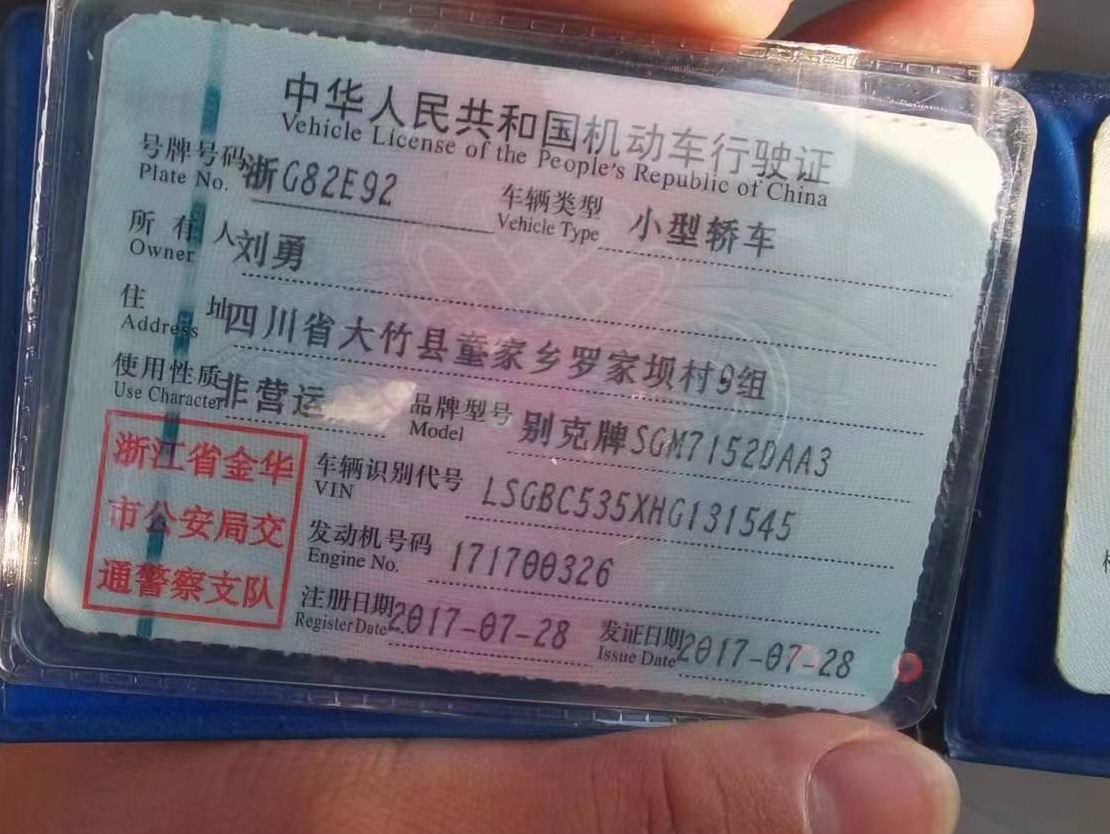 中华人民共和国机动车行驶证
Vehicle License of the People's Republic of China
号牌号码 浙G82E92 车辆类型 小型轿车
Plate No. Vehicle Type
所有人 刘勇
Owner
住址 四川省大竹县童家乡罗家坝村9组
Address
使用性质 非营运 品牌型号 别克牌SGM7152DAA3
Use Character Model
浙江省金华
市公安局交
通警察支队
车辆识别代号 LSGBC535XHG131545
VIN
发动机号码 171700326
Engine No.
注册日期 2017-07-28 发证日期 2017-07-28
Register Date Issue Date